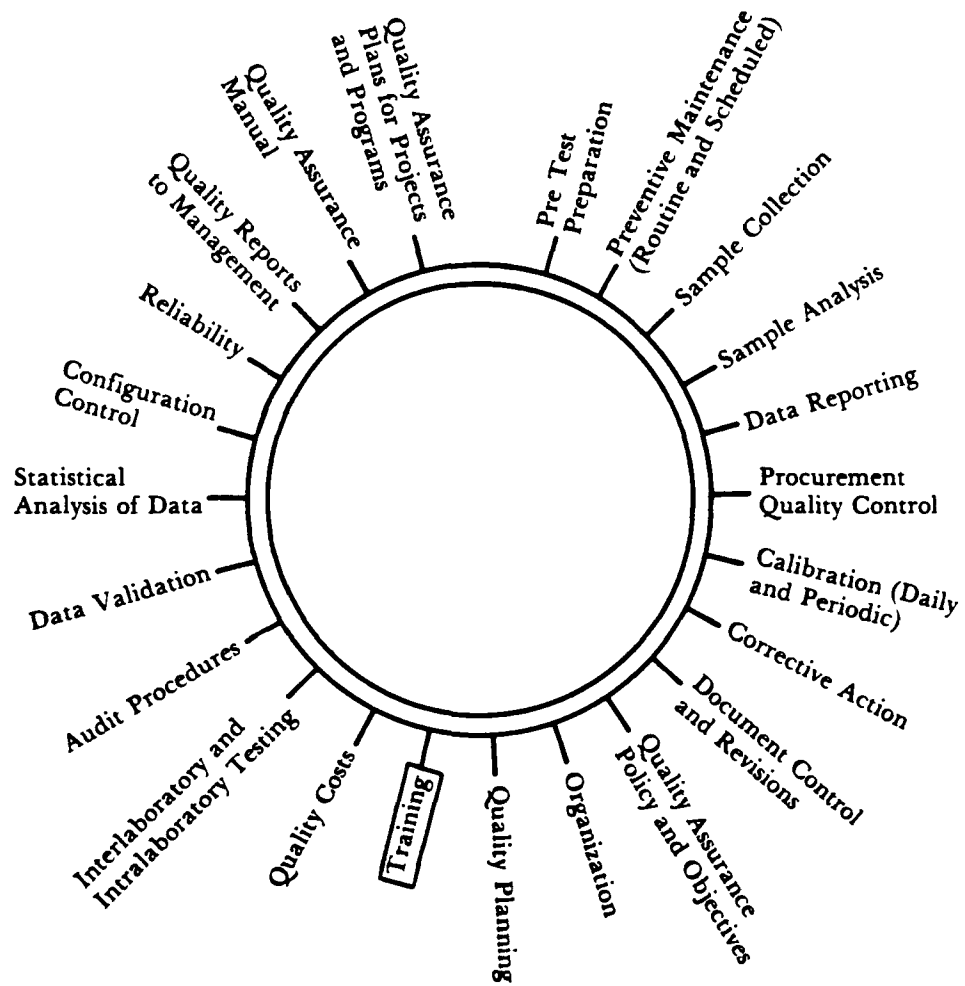 Quality Assurance
Plans for Projects
and Programs
Pre Test
Preparation
Preventive Maintenance
(Routine and Scheduled)
Sample Collection
Sample Analysis
Data Reporting
Procurement
Quality Control
Calibration (Daily
and Periodic)
Corrective Action
Document Control
and Revisions
Quality Assurance
Policy and Objectives
Organization
Quality Planning
Training
Quality Costs
Interlaboratory and
Intralaboratory Testing
Audit Procedures
Data Validation
Statistical
Analysis of Data
Configuration
Control
Reliability
Quality Reports
to Management
Quality Assurance
Manual